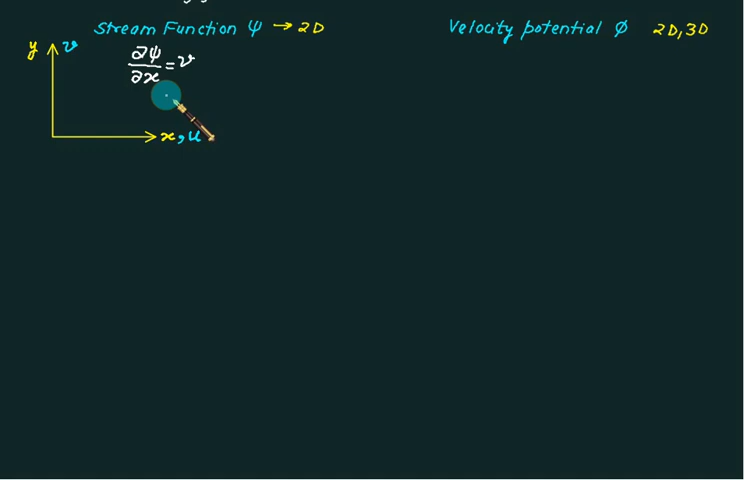 Stream Function ψ → 2D
Velocity potential ϕ 2D,3D
y v
∂ψ/∂x = v
x, u